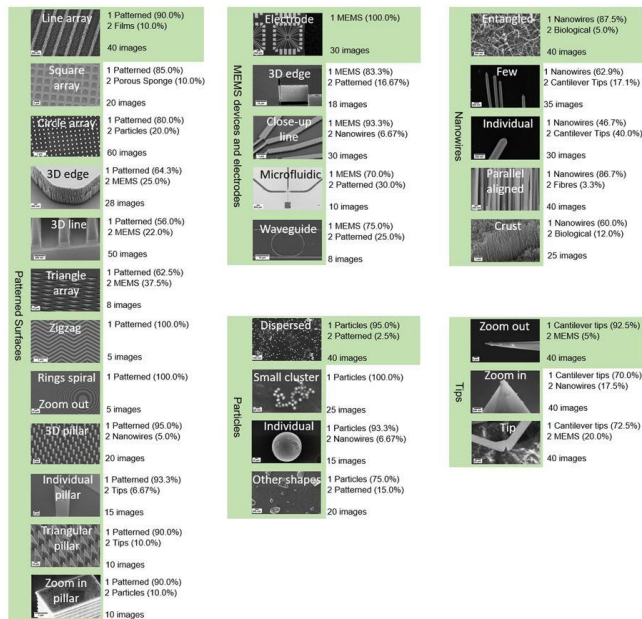 Patterned Surfaces
Line array
1 Patterned (90.0%)
2 Films (10.0%)
40 images
Square array
1 Patterned (85.0%)
2 Porous Sponge (10.0%)
20 images
Circle array
1 Patterned (80.0%)
2 Particles (20.0%)
60 images
3D edge
1 Patterned (64.3%)
2 MEMS (25.0%)
28 images
3D line
1 Patterned (56.0%)
2 MEMS (22.0%)
50 images
Triangle array
1 Patterned (62.5%)
2 MEMS (37.5%)
8 images
Zigzag
1 Patterned (100.0%)
5 images
Rings spiral
Zoom out
1 Patterned (100.0%)
5 images
3D pillar
1 Patterned (95.0%)
2 Nanowires (5.0%)
20 images
Individual pillar
1 Patterned (93.3%)
2 Tips (6.67%)
15 images
Triangular pillar
1 Patterned (90.0%)
2 Tips (10.0%)
10 images
Zoom in pillar
1 Patterned (90.0%)
2 Particles (10.0%)
10 images
MEMS devices and electrodes
Electrode
1 MEMS (100.0%)
30 images
3D edge
1 MEMS (83.3%)
2 Patterned (16.67%)
18 images
Close-up line
1 MEMS (93.3%)
2 Nanowires (6.67%)
30 images
Microfluidic
1 MEMS (70.0%)
2 Patterned (30.0%)
10 images
Waveguide
1 MEMS (75.0%)
2 Patterned (25.0%)
8 images
Particles
Dispersed
1 Particles (95.0%)
2 Patterned (2.5%)
40 images
Small cluster
1 Particles (100.0%)
25 images
Individual
1 Particles (93.3%)
2 Nanowires (6.67%)
15 images
Other shapes
1 Particles (75.0%)
2 Patterned (15.0%)
20 images
Nanowires
Entangled
1 Nanowires (87.5%)
2 Biological (5.0%)
40 images
Few
1 Nanowires (62.9%)
2 Cantilever Tips (17.1%)
35 images
Individual
1 Nanowires (46.7%)
2 Cantilever Tips (40.0%)
30 images
Parallel aligned
1 Nanowires (86.7%)
2 Fibres (3.3%)
40 images
Crust
1 Nanowires (60.0%)
2 Biological (12.0%)
25 images
Tips
Zoom out
1 Cantilever tips (92.5%)
2 MEMS (5%)
40 images
Zoom in
1 Cantilever tips (70.0%)
2 Nanowires (17.5%)
40 images
Tip
1 Cantilever tips (72.5%)
2 MEMS (20.0%)
40 images